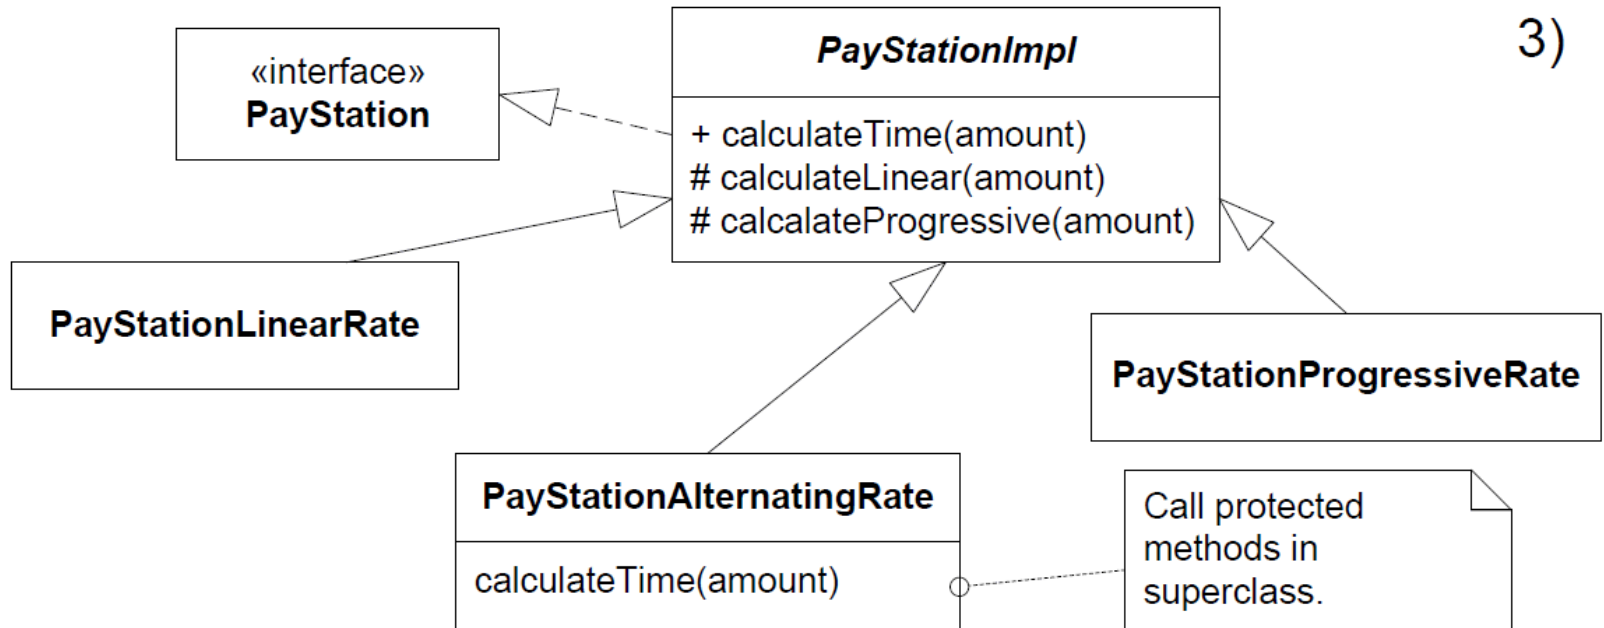 3)
«interface»
PayStation
PayStationImpl
+ calculateTime(amount)
# calculateLinear(amount)
# calcalateProgressive(amount)
PayStationLinearRate
PayStationProgressiveRate
PayStationAlternatingRate
calculateTime(amount)
Call protected
methods in
superclass.